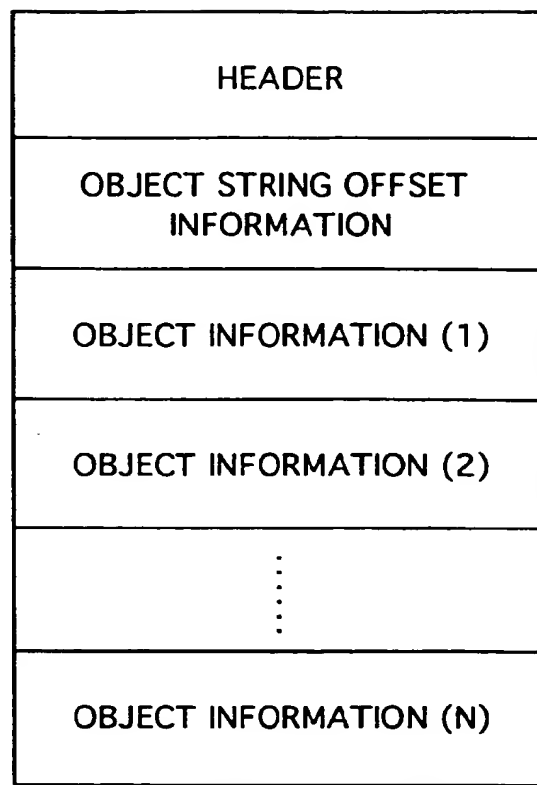 HEADER
OBJECT STRING OFFSET
INFORMATION
OBJECT INFORMATION (1)
OBJECT INFORMATION (2)
OBJECT INFORMATION (N)